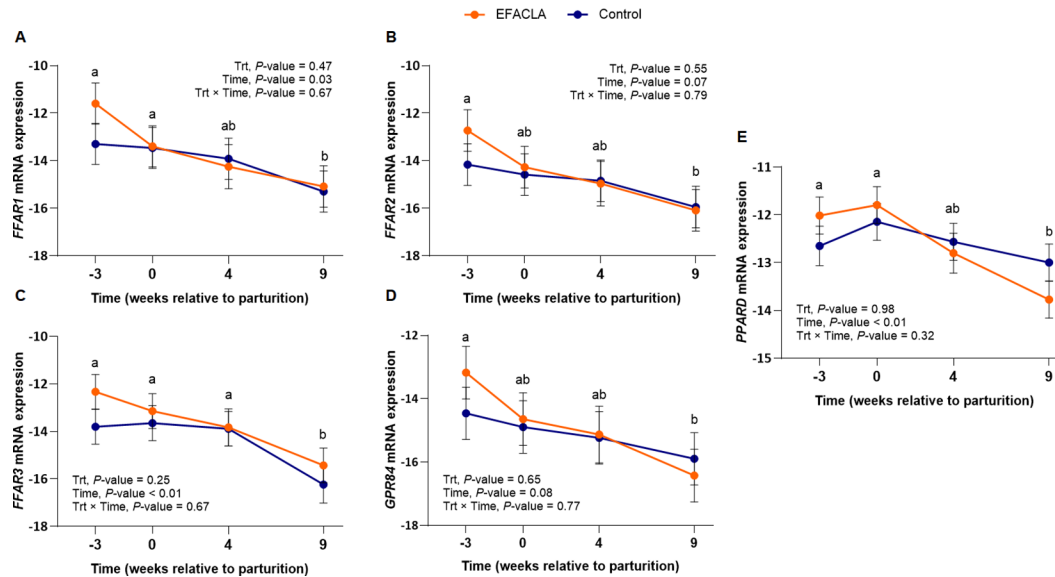 EFACLA
Control
A
Trt, P-value = 0.47
Time, P-value = 0.03
Trt × Time, P-value = 0.67
FFAR1 mRNA expression
-10
-12
-14
-16
-18
a
a
ab
b
-3
0
4
9
Time (weeks relative to parturition)
B
Trt, P-value = 0.55
Time, P-value = 0.07
Trt × Time, P-value = 0.79
FFAR2 mRNA expression
-10
-12
-14
-16
-18
a
ab
ab
b
-3
0
4
9
Time (weeks relative to parturition)
C
FFAR3 mRNA expression
-10
-12
-14
-16
-18
a
a
a
b
Trt, P-value = 0.25
Time, P-value < 0.01
Trt × Time, P-value = 0.67
-3
0
4
9
Time (weeks relative to parturition)
D
GPR84 mRNA expression
-12
-14
-16
-18
a
ab
ab
b
Trt, P-value = 0.65
Time, P-value = 0.08
Trt × Time, P-value = 0.77
-3
0
4
9
Time (weeks relative to parturition)
E
PPARD mRNA expression
-11
-12
-13
-14
-15
a
a
ab
b
Trt, P-value = 0.98
Time, P-value < 0.01
Trt × Time, P-value = 0.32
-3
0
4
9
Time (weeks relative to parturition)